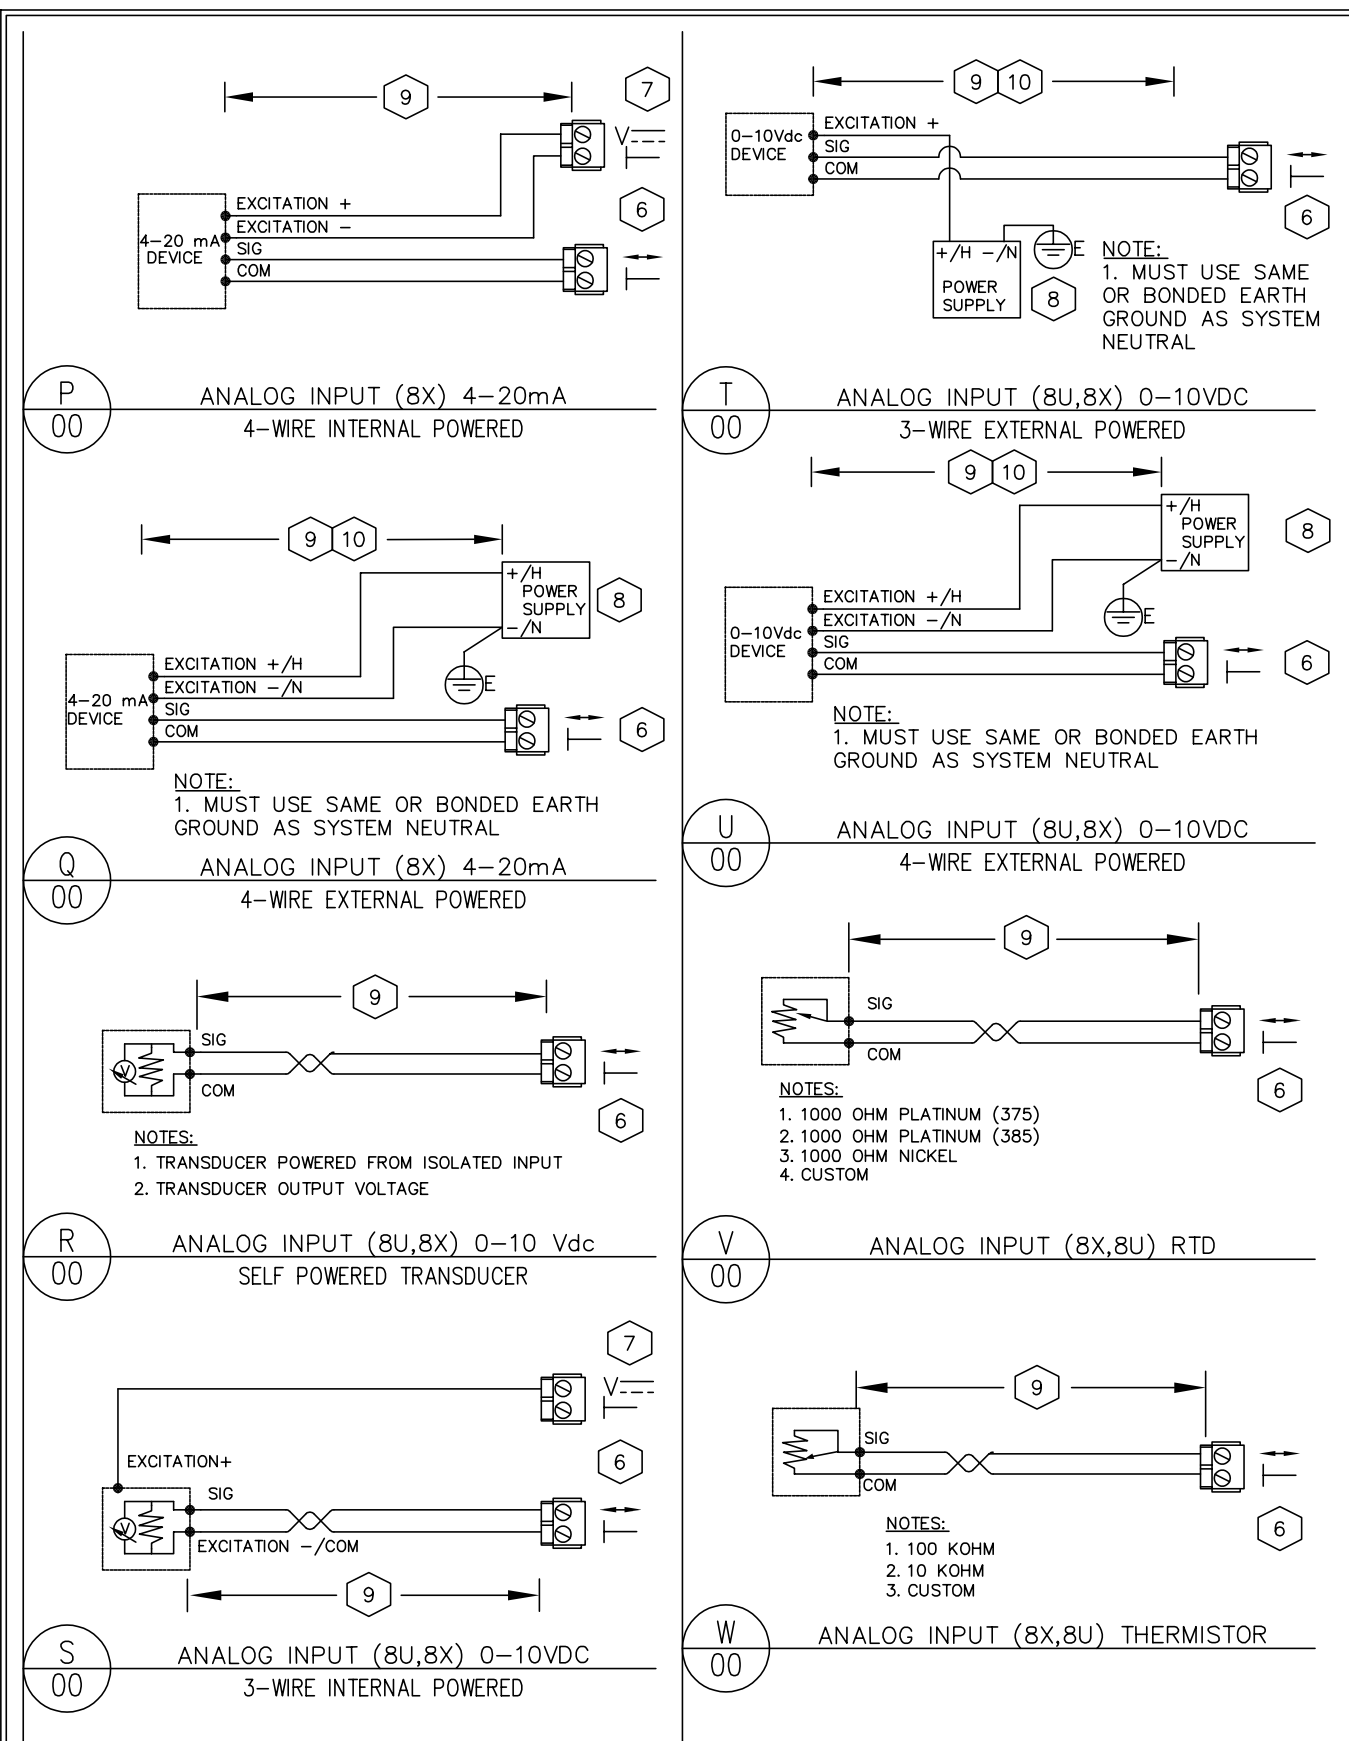 9
7
V
EXCITATION +
EXCITATION −
SIG
COM
4−20 mA
DEVICE
6
P
00
ANALOG INPUT (8X) 4−20mA
4−WIRE INTERNAL POWERED
9 10
+/H
POWER
SUPPLY
−/N
8
E
EXCITATION +/H
EXCITATION −/N
SIG
COM
4−20 mA
DEVICE
6
NOTE:
1. MUST USE SAME OR BONDED EARTH
GROUND AS SYSTEM NEUTRAL
Q
00
ANALOG INPUT (8X) 4−20mA
4−WIRE EXTERNAL POWERED
9
SIG
V
COM
6
NOTES:
1. TRANSDUCER POWERED FROM ISOLATED INPUT
2. TRANSDUCER OUTPUT VOLTAGE
R
00
ANALOG INPUT (8U,8X) 0−10 Vdc
SELF POWERED TRANSDUCER
7
V
EXCITATION+
6
SIG
V
EXCITATION −/COM
9
S
00
ANALOG INPUT (8U,8X) 0−10VDC
3−WIRE INTERNAL POWERED
9 10
EXCITATION +
0−10Vdc
DEVICE
SIG
COM
6
+/H −/N
POWER
SUPPLY
E
8
NOTE:
1. MUST USE SAME
OR BONDED EARTH
GROUND AS SYSTEM
NEUTRAL
T
00
ANALOG INPUT (8U,8X) 0−10VDC
3−WIRE EXTERNAL POWERED
9 10
+/H
POWER
SUPPLY
−/N
8
E
EXCITATION +/H
EXCITATION −/N
SIG
COM
0−10Vdc
DEVICE
6
NOTE:
1. MUST USE SAME OR BONDED EARTH
GROUND AS SYSTEM NEUTRAL
U
00
ANALOG INPUT (8U,8X) 0−10VDC
4−WIRE EXTERNAL POWERED
9
SIG
COM
6
NOTES:
1. 1000 OHM PLATINUM (375)
2. 1000 OHM PLATINUM (385)
3. 1000 OHM NICKEL
4. CUSTOM
V
00
ANALOG INPUT (8X,8U) RTD
9
SIG
COM
6
NOTES:
1. 100 KOHM
2. 10 KOHM
3. CUSTOM
W
00
ANALOG INPUT (8X,8U) THERMISTOR